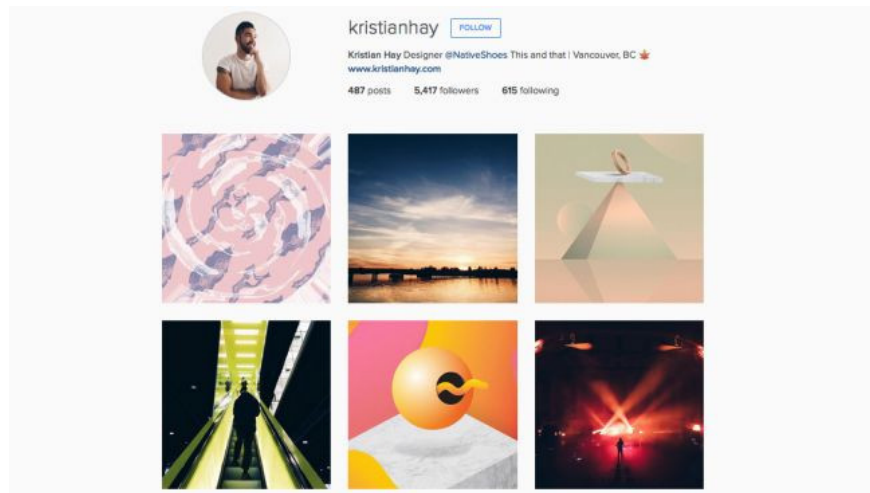 kristianhay FOLLOW
Kristian Hay Designer @NativeShoes This and that | Vancouver, BC 🍁
www.kristianhay.com
487 posts 5,417 followers 615 following